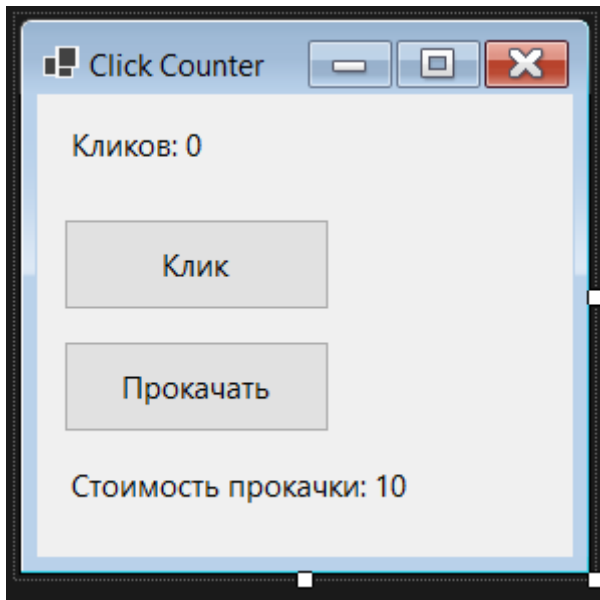 Click Counter
Кликов: 0
Клик
Прокачать
Стоимость прокачки: 10